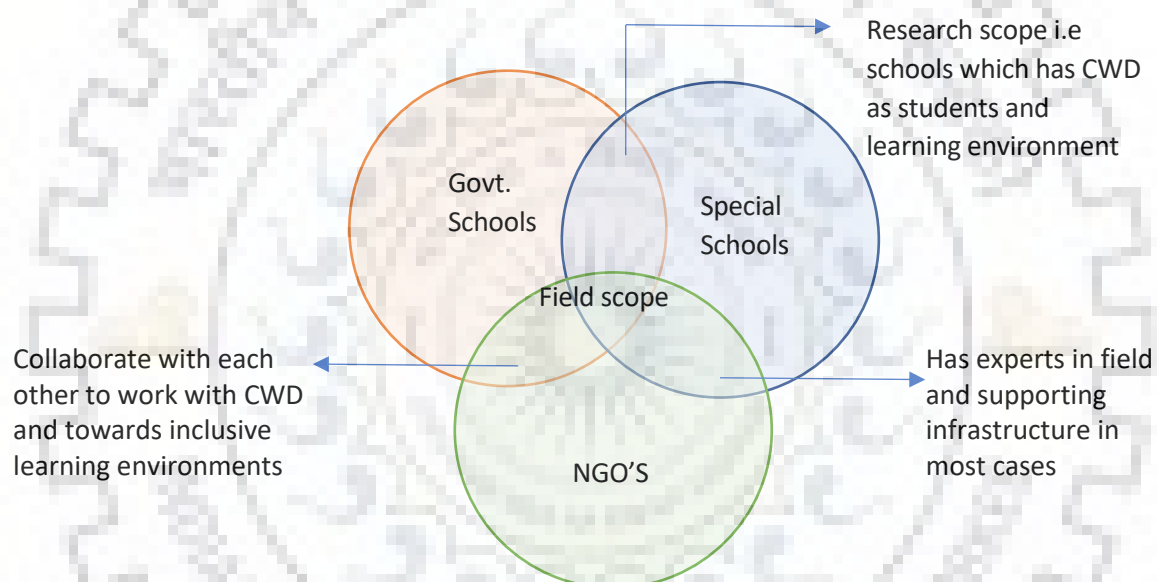 Research scope i.e
schools which has CWD
as students and
learning environment
Govt.
Schools
Special
Schools
Field scope
Collaborate with each
other to work with CWD
and towards inclusive
learning environments
Has experts in field
and supporting
infrastructure in
most cases
NGO’S